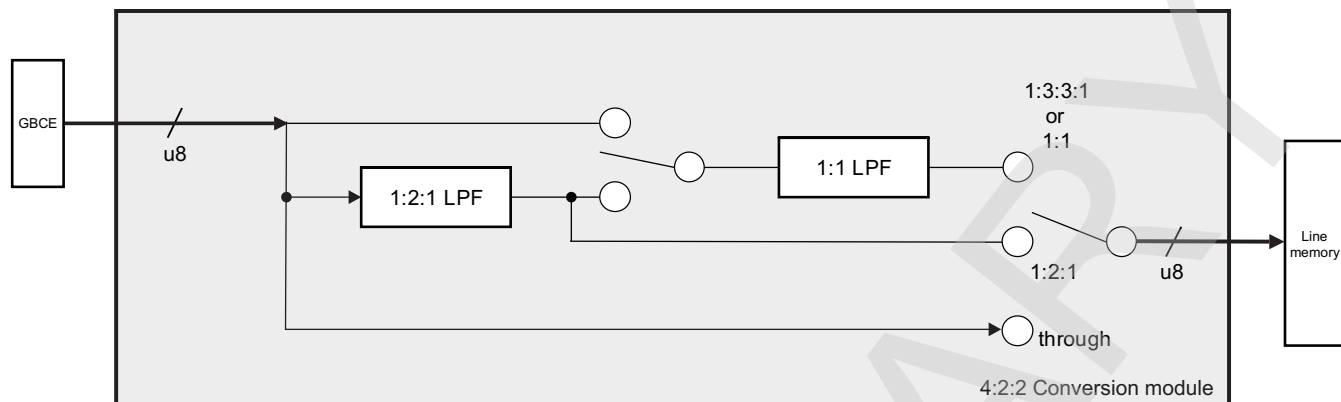 GBCE
u8
1:2:1 LPF
1:1 LPF
1:3:3:1
or
1:1
1:2:1
through
u8
Line
memory
4:2:2 Conversion module
ARY